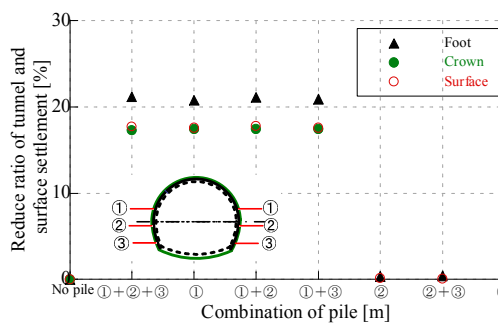 Reduce ratio of tunnel and
surface settlement [%]
30
20
10
0
Foot
Crown
Surface
① ①
② ②
③ ③
No pile ①+②+③ ① ①+② ①+③ ② ②+③
Combination of pile [m]